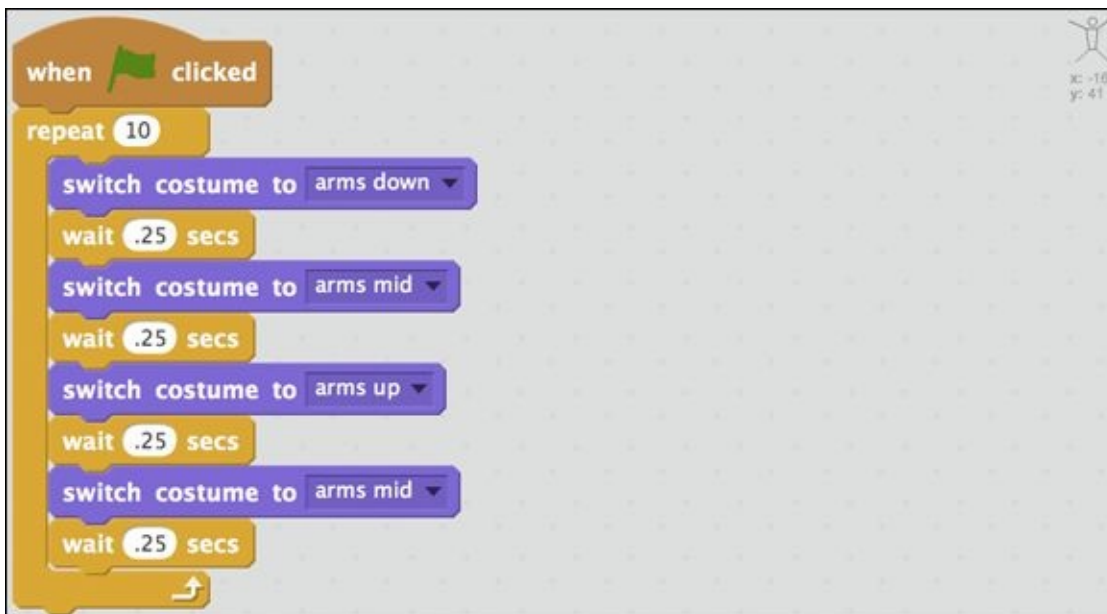 when clicked
repeat 10
switch costume to arms down
wait .25 secs
switch costume to arms mid
wait .25 secs
switch costume to arms up
wait .25 secs
switch costume to arms mid
wait .25 secs
x: -16
y: 41